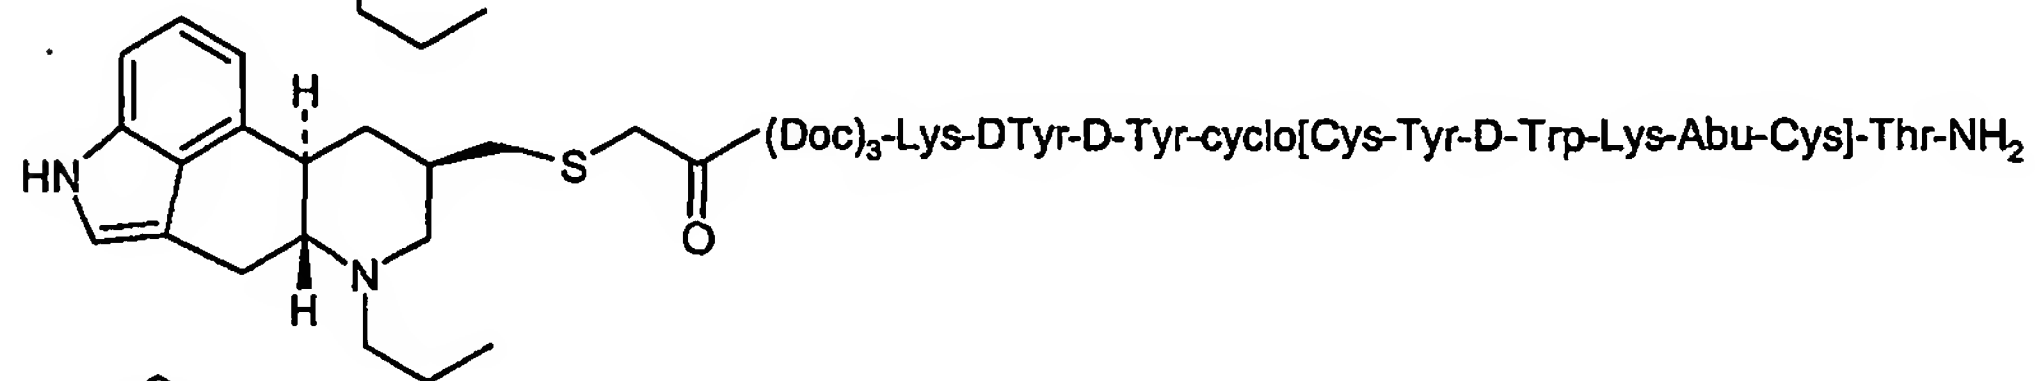 H
(Doc)3-Lys-DTyr-D-Tyr-cyclo[Cys-Tyr-D-Trp-Lys-Abu-Cys]-Thr-NH2
S
HN
O
N
H